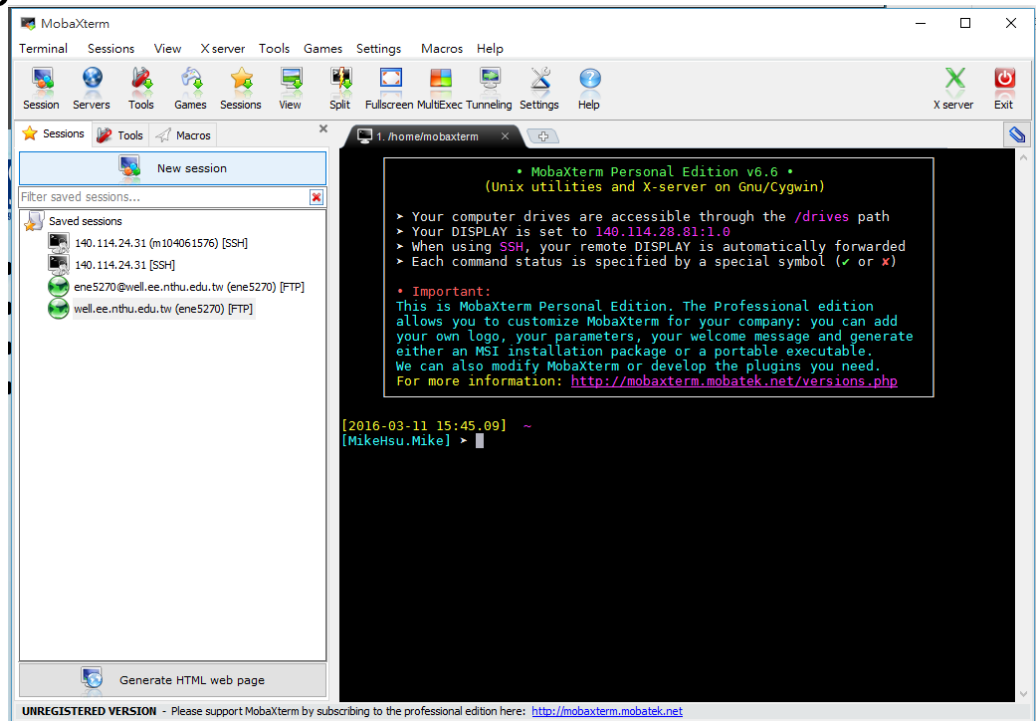 MobaXterm
Terminal Sessions View X server Tools Games Settings Macros Help
Session Servers Tools Games Sessions View Split Fullscreen MultiExec Tunneling Settings Help X server Exit
Sessions Tools Macros
1. /home/mobaxterm
New session
Filter saved sessions...
Saved sessions
140.114.24.31 (m104061576) [SSH]
140.114.24.31 [SSH]
ene5270@well.ee.nthu.edu.tw (ene5270) [FTP]
well.ee.nthu.edu.tw (ene5270) [FTP]
• MobaXterm Personal Edition v6.6 •
(Unix utilities and X-server on Gnu/Cygwin)
➤ Your computer drives are accessible through the /drives path
➤ Your DISPLAY is set to 140.114.28.81:1.0
➤ When using SSH, your remote DISPLAY is automatically forwarded
➤ Each command status is specified by a special symbol (✔ or ✘)
• Important:
This is MobaXterm Personal Edition. The Professional edition
allows you to customize MobaXterm for your company: you can add
your own logo, your parameters, your welcome message and generate
either an MSI installation package or a portable executable.
We can also modify MobaXterm or develop the plugins you need.
For more information: http://mobaxterm.mobatek.net/versions.php
[2016-03-11 15:45.09] ~
[MikeHsu.Mike] ➤
Generate HTML web page
UNREGISTERED VERSION - Please support MobaXterm by subscribing to the professional edition here: http://mobaxterm.mobatek.net